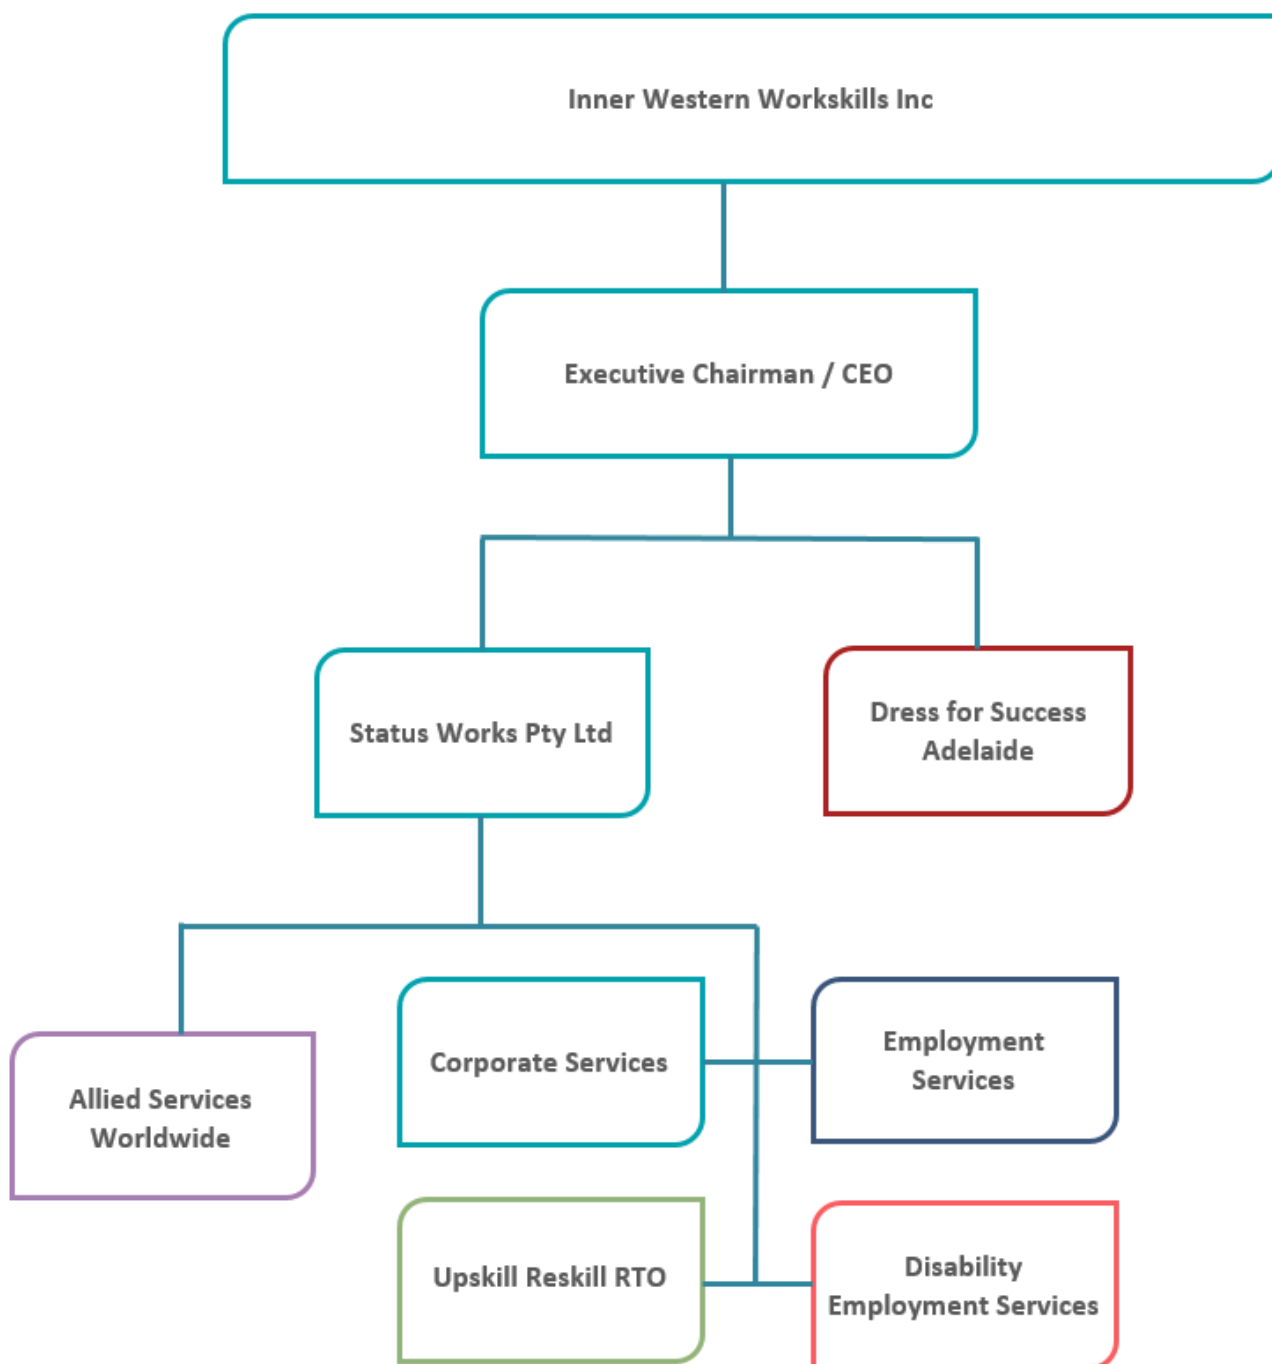 Inner Western Workskills Inc
Executive Chairman / CEO
Status Works Pty Ltd
Dress for Success
Adelaide
Allied Services
Worldwide
Corporate Services
Employment
Services
Upskill Reskill RTO
Disability
Employment Services